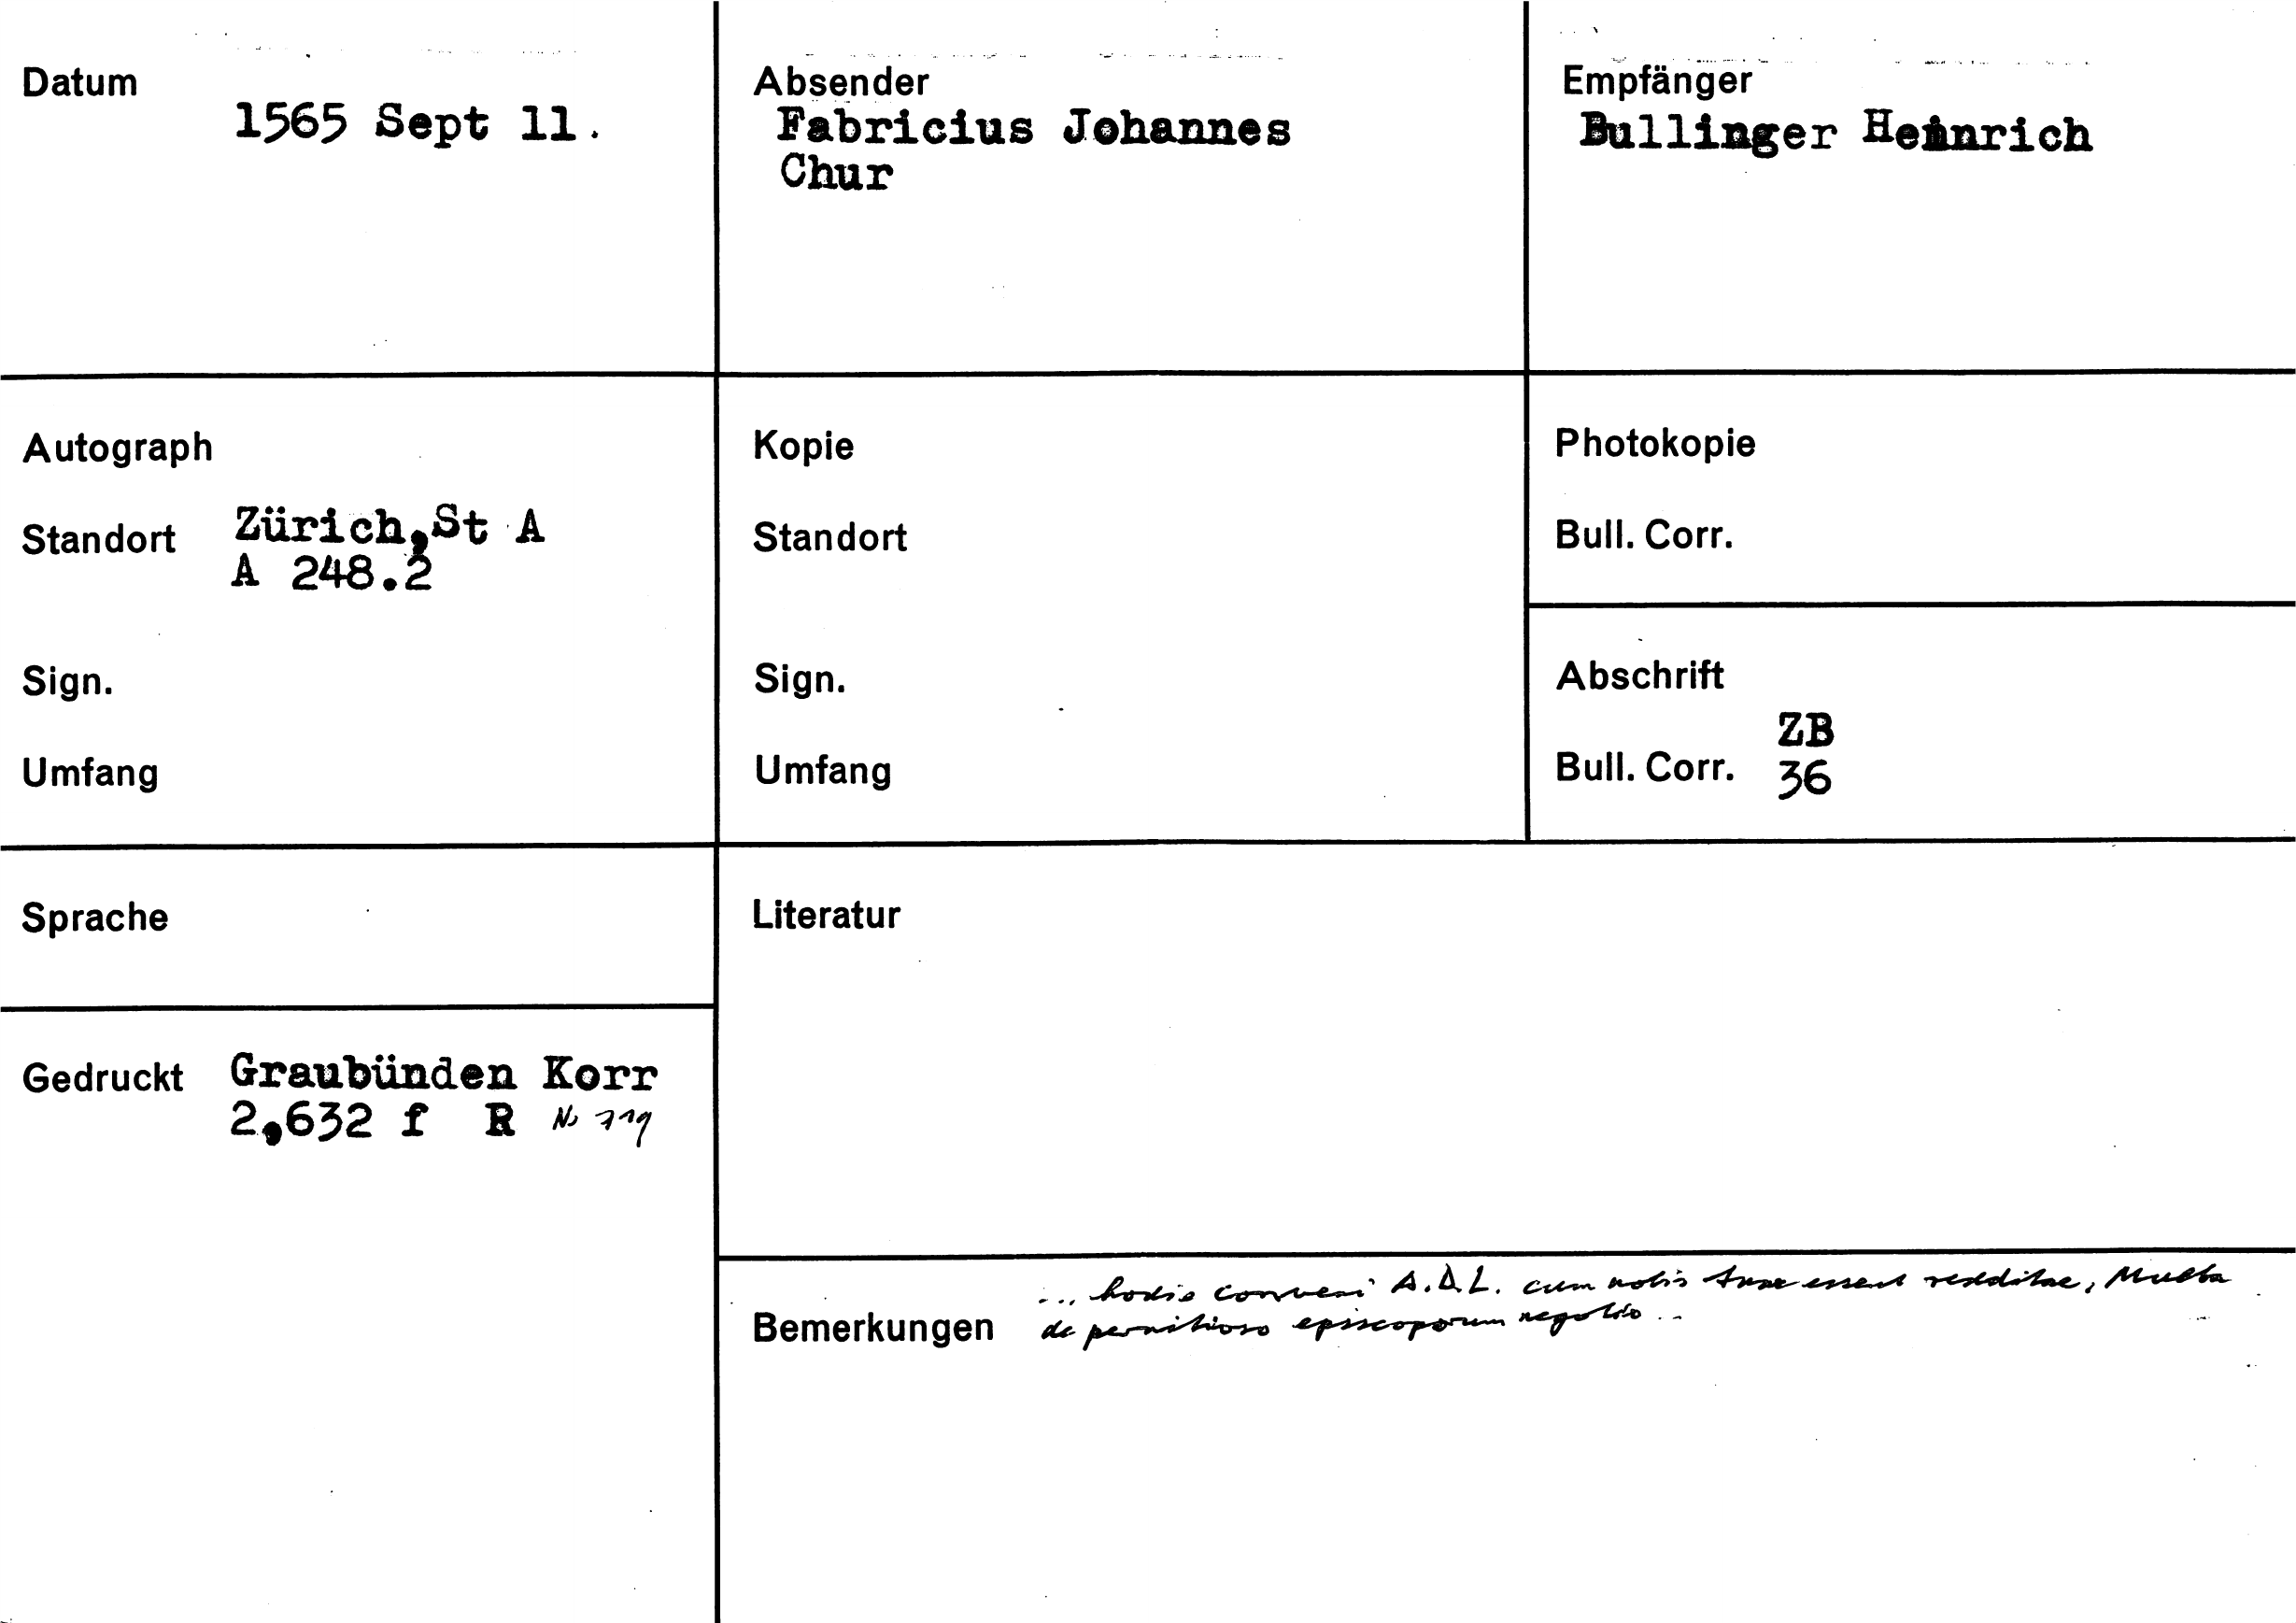 Datum
1565 Sept 11.
Absender
Fabricius Johannes
Chur
Empfänger
Bullinger Heinrich
Autograph
Standort Zürich,St A
A 248.2
Sign.
Umfang
Kopie
Standort
Sign.
Umfang
Photokopie
Bull. Corr.
Abschrift
ZB
Bull. Corr. 36
Sprache
Literatur
Gedruckt Graubünden Korr
2,632 f R No 719
Bemerkungen
... hodie conveni A.D.L. cum nobis tuae essent redditae, Multa
de pernitioso episcoporum negotio ...